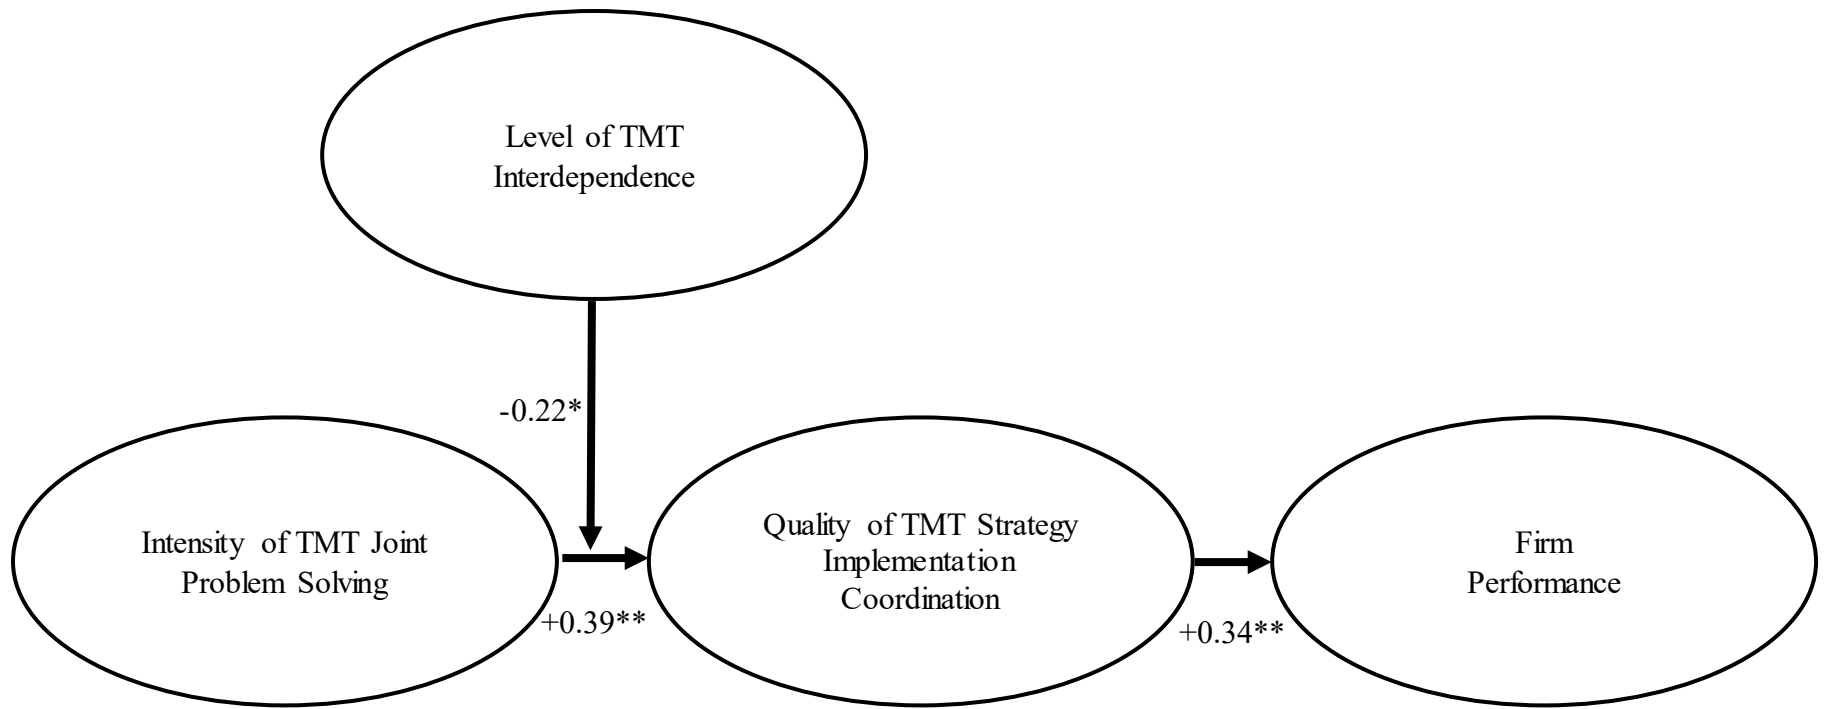 Level of TMT
Interdependence
-0.22*
Intensity of TMT Joint
Problem Solving
+0.39**
Quality of TMT Strategy
Implementation
Coordination
+0.34**
Firm
Performance